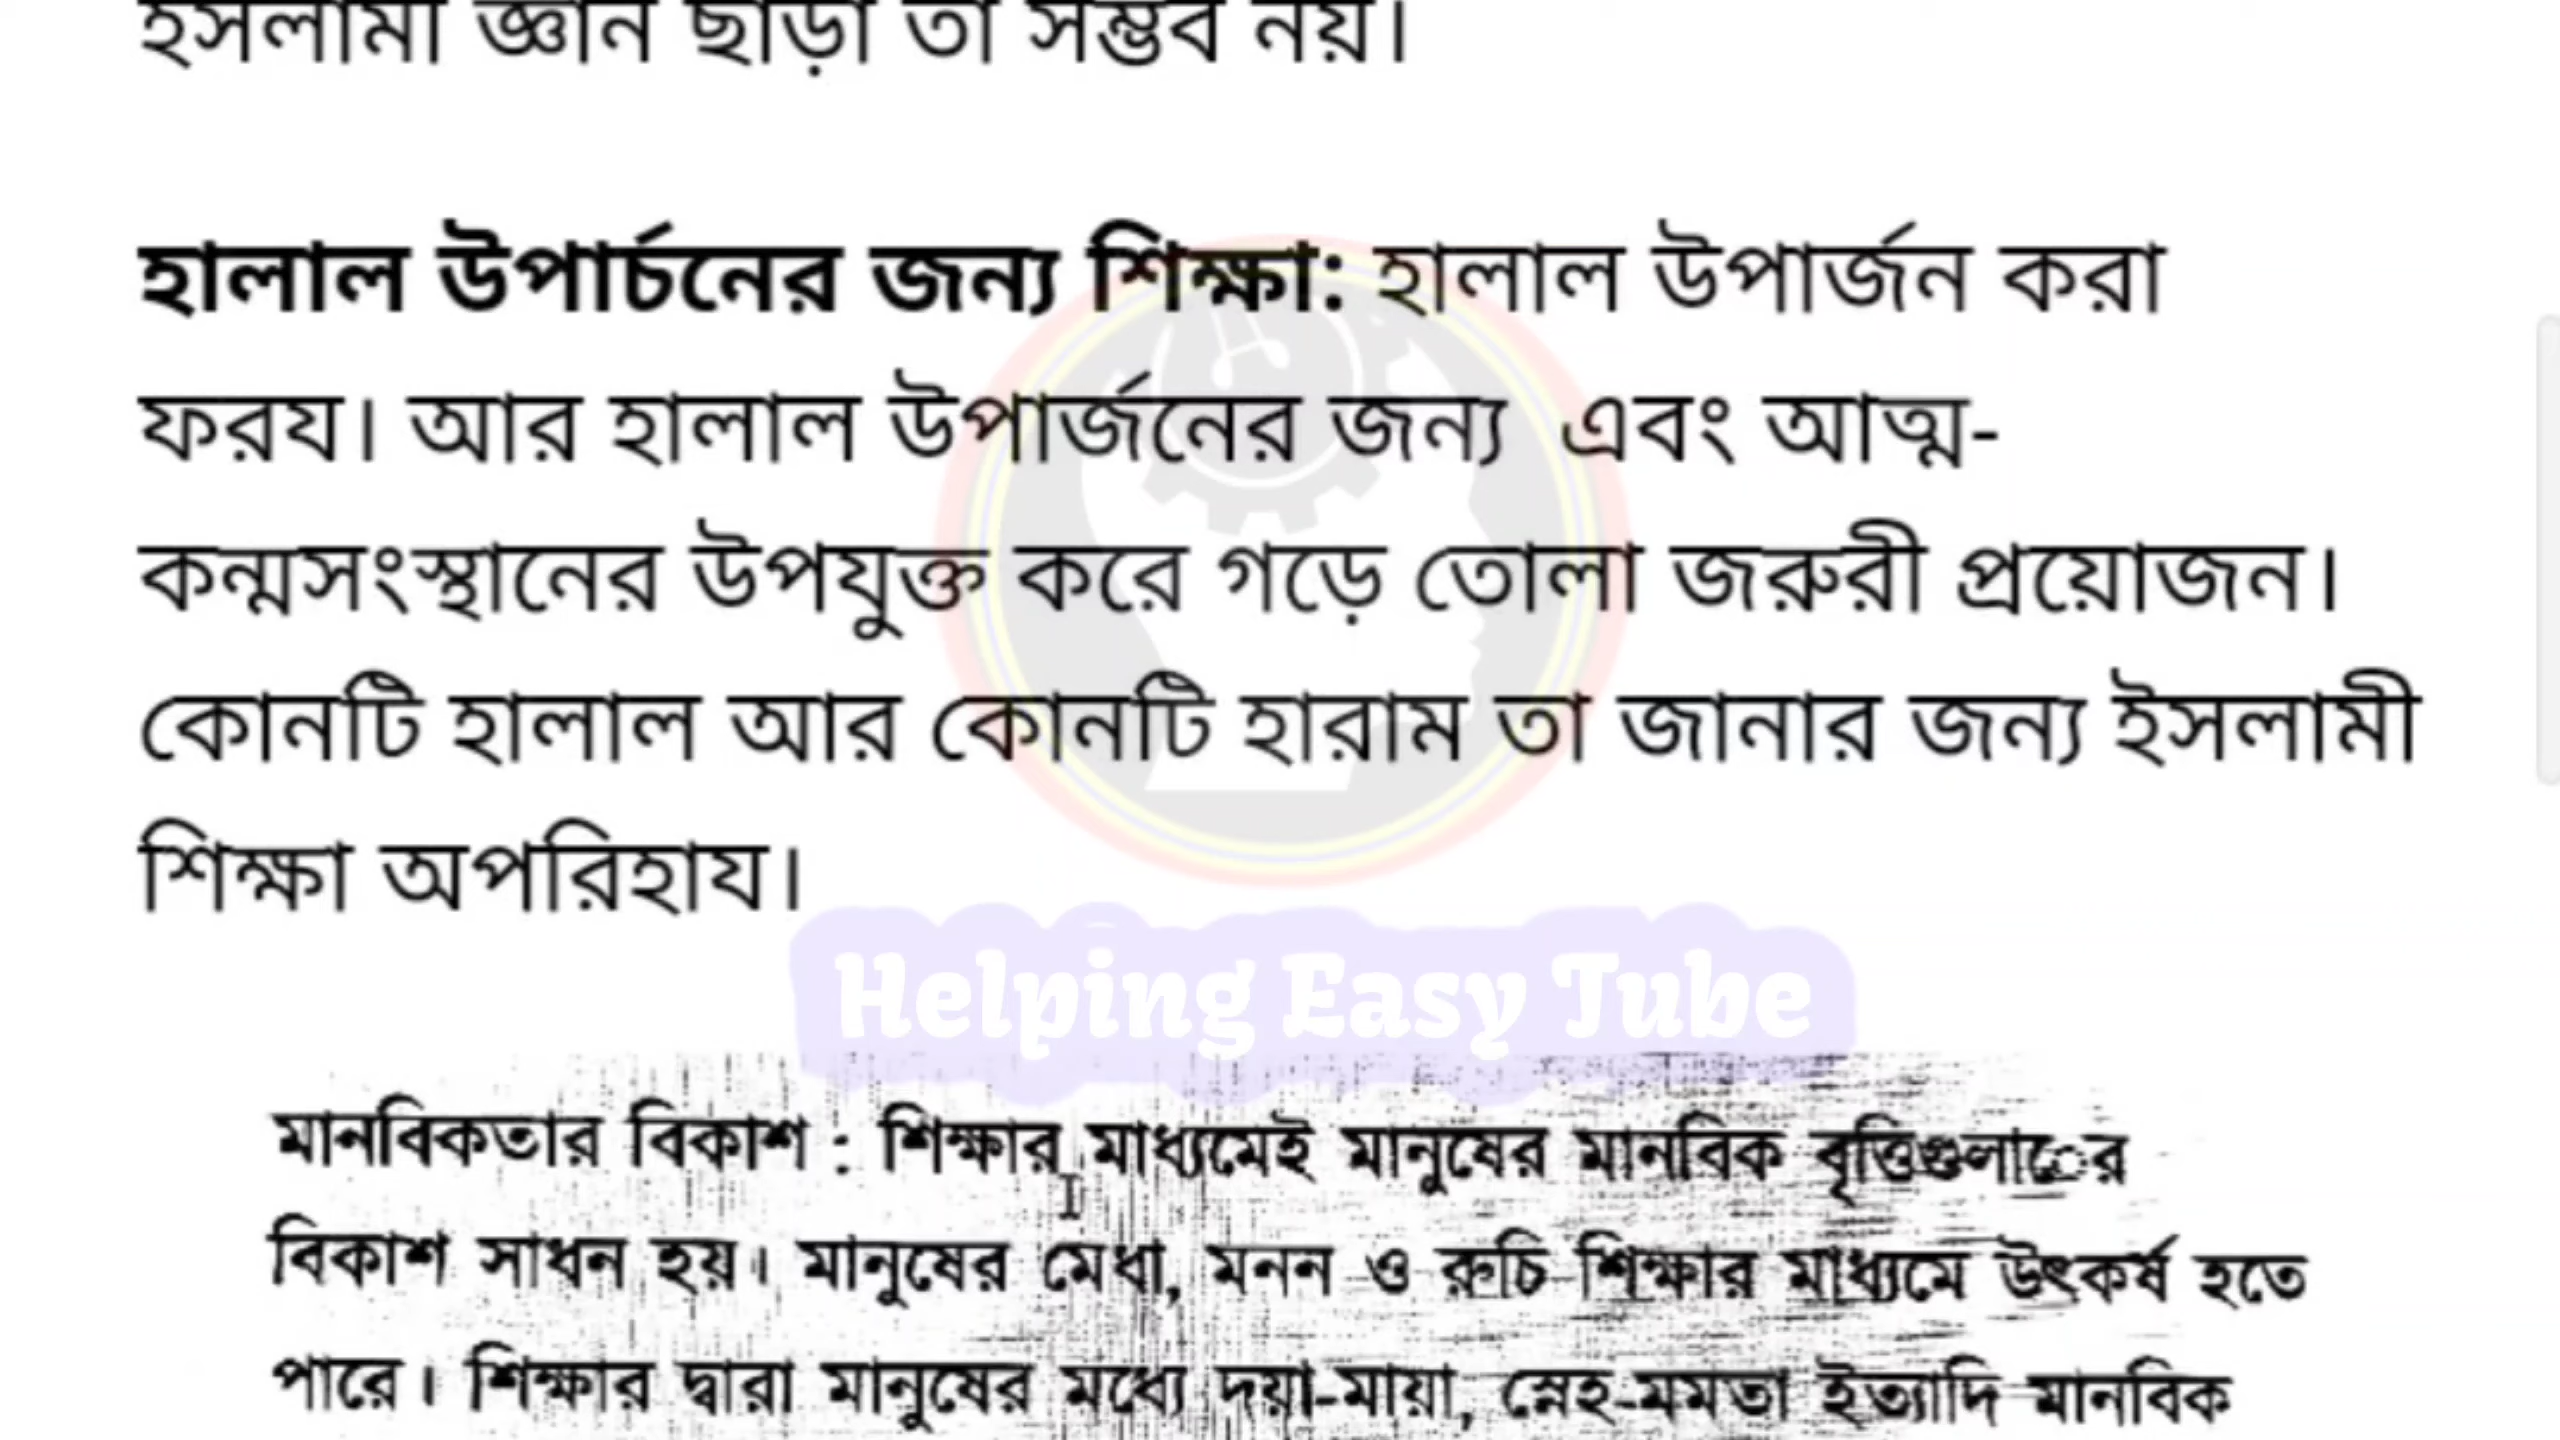 ইসলামী জ্ঞান ছাড়া তা সম্ভব নয়।
হালাল উপার্চনের জন্য শিক্ষা: হালাল উপার্জন করা
ফরয। আর হালাল উপার্জনের জন্য এবং আত্ম-
কন্মসংস্থানের উপযুক্ত করে গড়ে তোলা জরুরী প্রয়োজন।
কোনটি হালাল আর কোনটি হারাম তা জানার জন্য ইসলামী
শিক্ষা অপরিহায।
Helping Easy Tube
মানবিকতার বিকাশ : শিক্ষার মাধ্যমেই মানুষের মানবিক বৃত্তিগুলাের
বিকাশ সাধন হয়। মানুষের মেধা, মনন ও রুচি শিক্ষার মাধ্যমে উৎকর্ষ হতে
পারে। শিক্ষার দ্বারা মানুষের মধ্যে দয়া-মায়া, স্নেহ-মমতা ইত্যাদি মানবিক